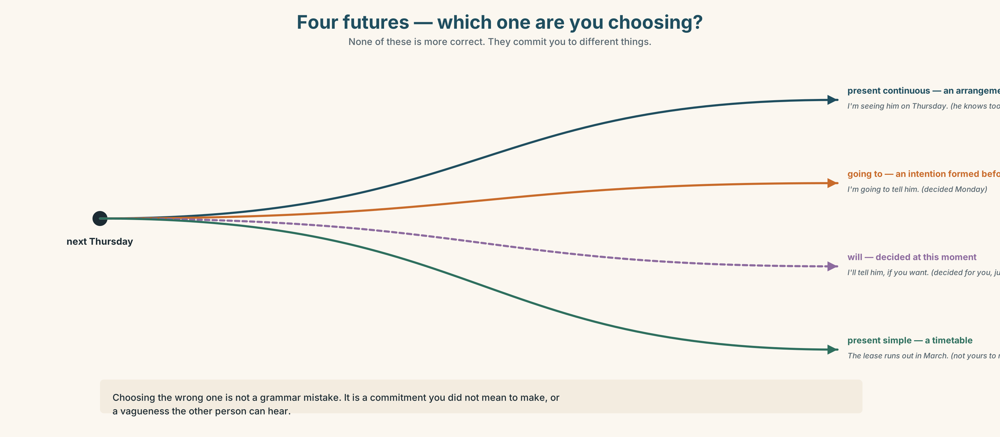 Four futures — which one are you choosing?
None of these is more correct. They commit you to different things.
present continuous — an
I'm seeing him on Thursday. (he knows too
going to — an intention formed
I'm going to tell him. (decided Monday)
next Thursday
will — decided at this moment
I'll tell him, if you want. (decided for you,
present simple — a timetable
The lease runs out in March. (not yours to
Choosing the wrong one is not a grammar mistake. It is a commitment you did not mean to make, or
a vagueness the other person can hear.